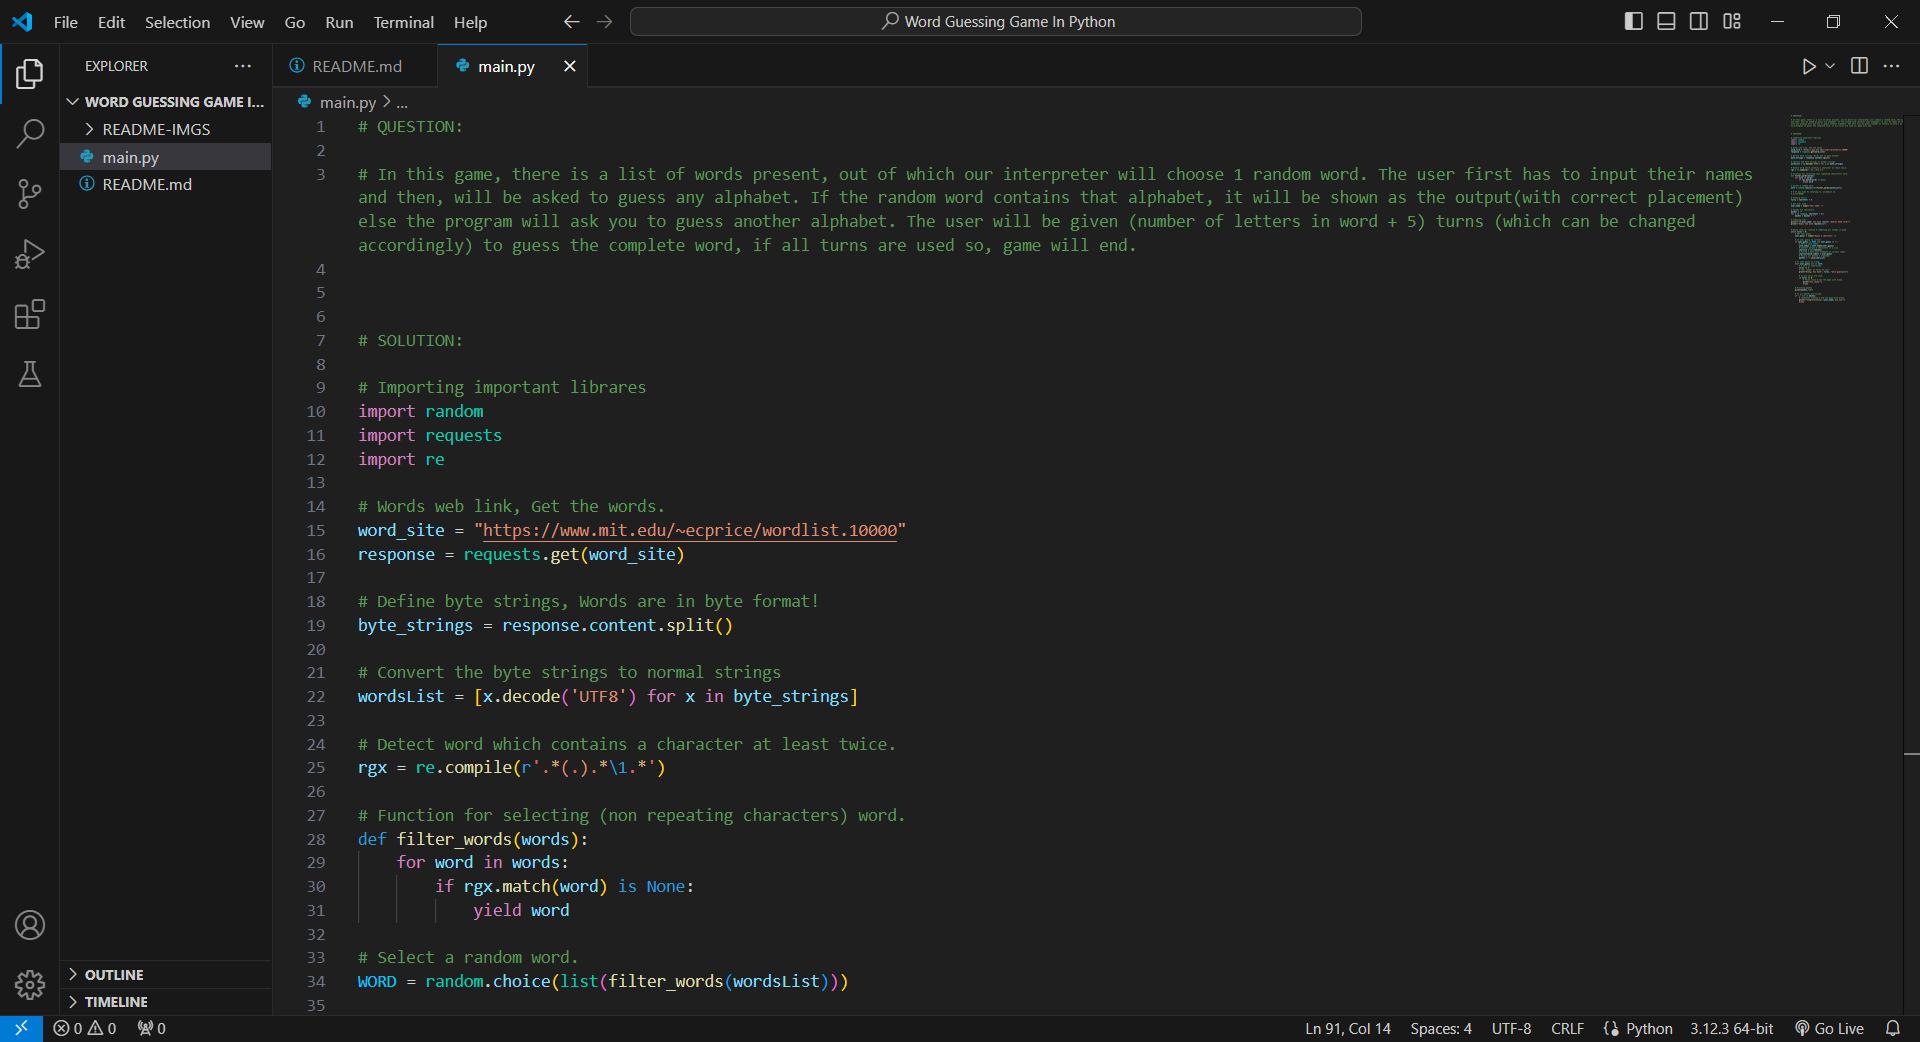 File Edit Selection View Go Run Terminal Help
Word Guessing Game In Python
EXPLORER
WORD GUESSING GAME I...
README-IMGS
main.py
README.md
OUTLINE
TIMELINE
README.md main.py
main.py > ...
1 # QUESTION:
2
3 # In this game, there is a list of words present, out of which our interpreter will choose 1 random word. The user first has to input their names
and then, will be asked to guess any alphabet. If the random word contains that alphabet, it will be shown as the output(with correct placement)
else the program will ask you to guess another alphabet. The user will be given (number of letters in word + 5) turns (which can be changed
accordingly) to guess the complete word, if all turns are used so, game will end.
4
5
6
7 # SOLUTION:
8
9 # Importing important librares
10 import random
11 import requests
12 import re
13
14 # Words web link, Get the words.
15 word_site = "https://www.mit.edu/~ecprice/wordlist.10000"
16 response = requests.get(word_site)
17
18 # Define byte strings, Words are in byte format!
19 byte_strings = response.content.split()
20
21 # Convert the byte strings to normal strings
22 wordsList = [x.decode('UTF8') for x in byte_strings]
23
24 # Detect word which contains a character at least twice.
25 rgx = re.compile(r'.*(.).*\1.*')
26
27 # Function for selecting (non repeating characters) word.
28 def filter_words(words):
29     for word in words:
30         if rgx.match(word) is None:
31             yield word
32
33 # Select a random word.
34 WORD = random.choice(list(filter_words(wordsList)))
35
0 0 0 Ln 91, Col 14 Spaces: 4 UTF-8 CRLF Python 3.12.3 64-bit Go Live